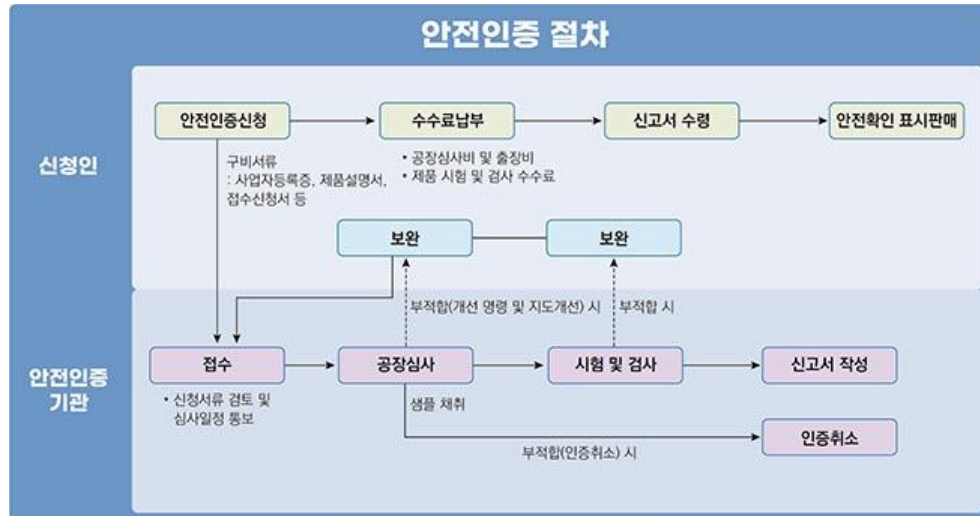 안전인증 절차
신청인
안전인증신청
수수료납부
신고서 수령
안전확인 표시판매
구비서류
: 사업자등록증, 제품설명서,
접수신청서 등
• 공장심사비 및 출장비
• 제품 시험 및 검사 수수료
보완
보완
부적합(개선 명령 및 지도개선) 시
부적합 시
안전인증
기관
접수
공장심사
시험 및 검사
신고서 작성
• 신청서류 검토 및
심사일정 통보
샘플 채취
인증취소
부적합(인증취소) 시